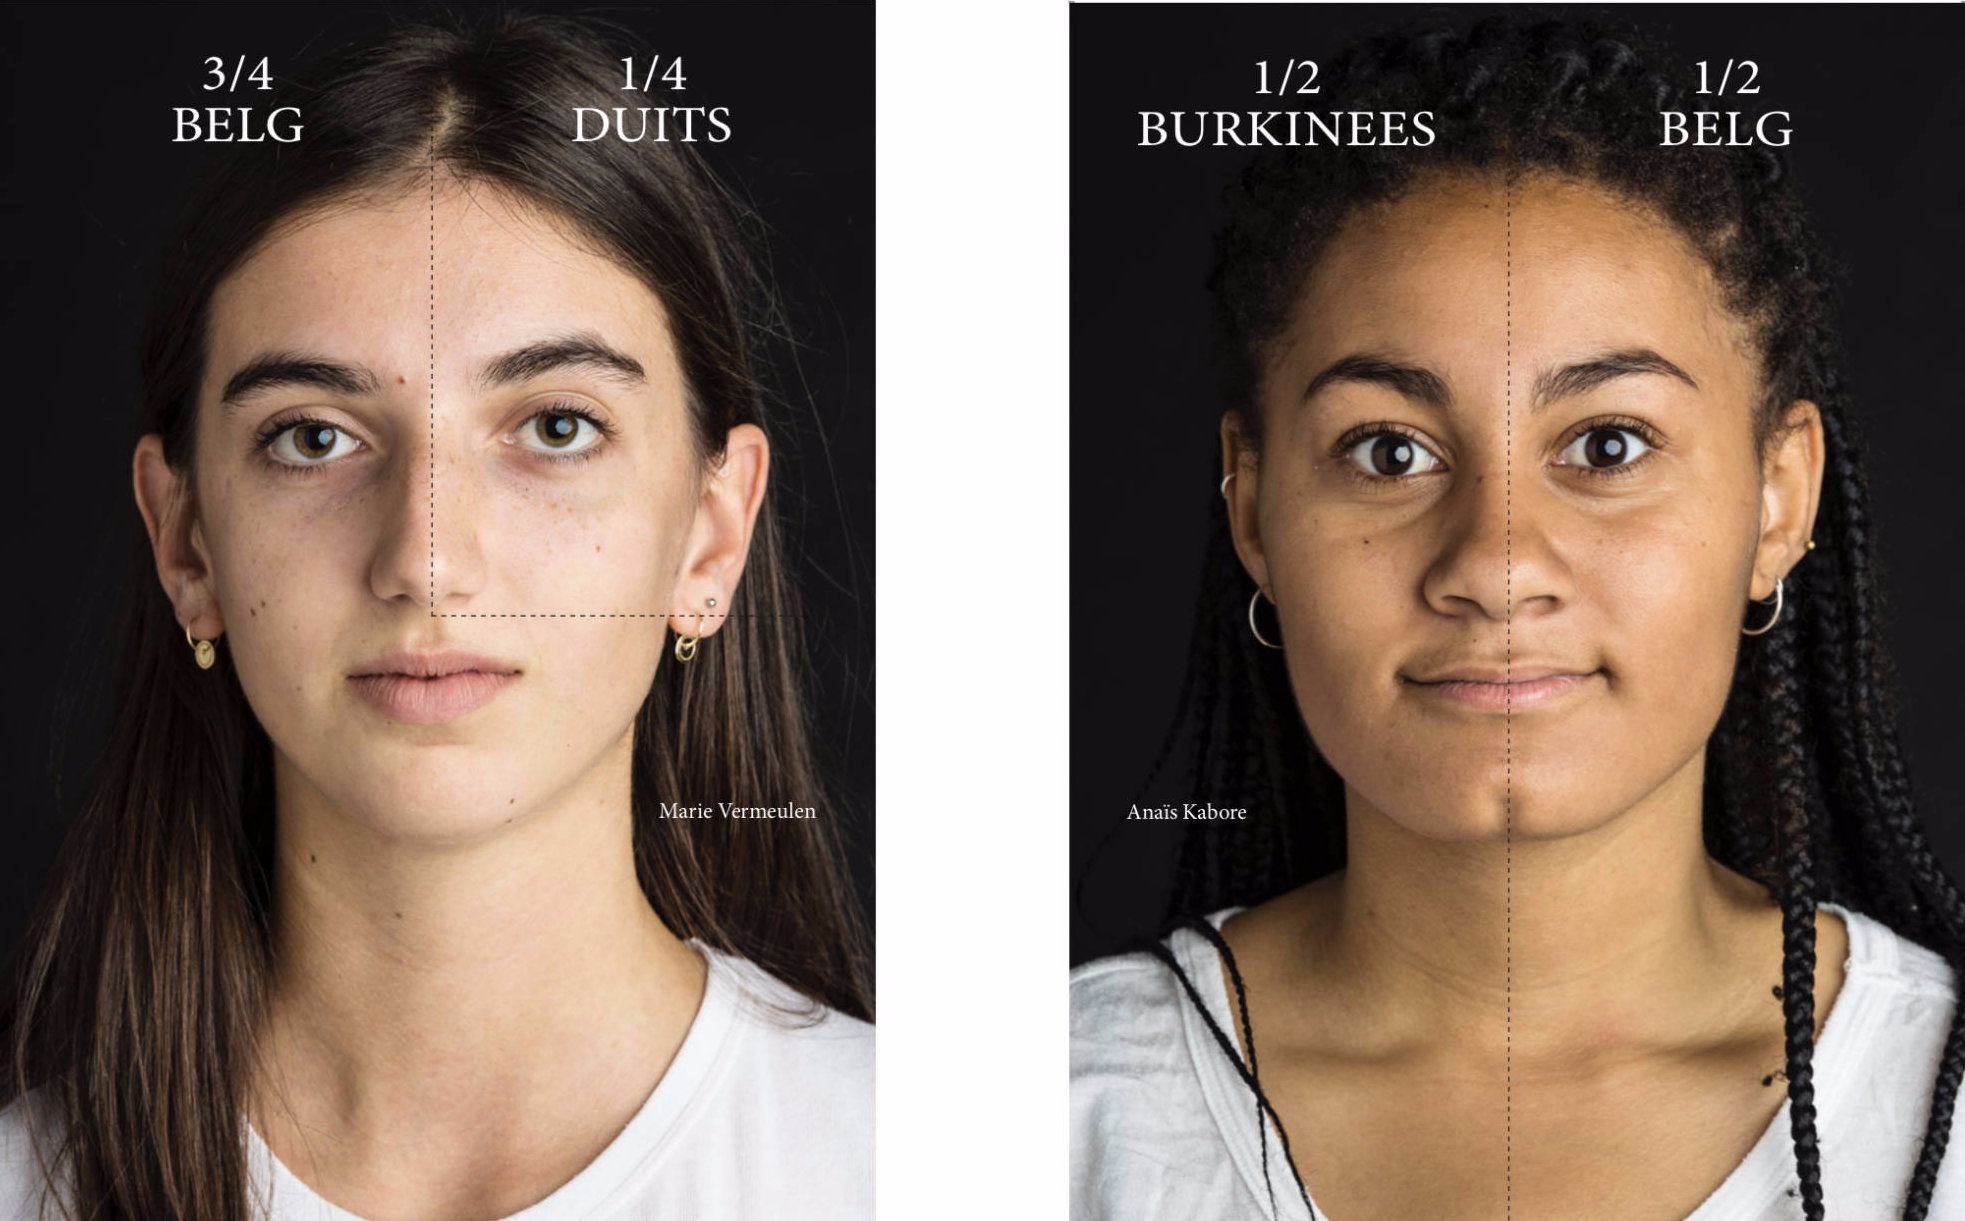 3/4
BELG
1/4
DUITS
Marie Vermeulen
1/2
BURKINEES
1/2
BELG
Anaïs Kabore